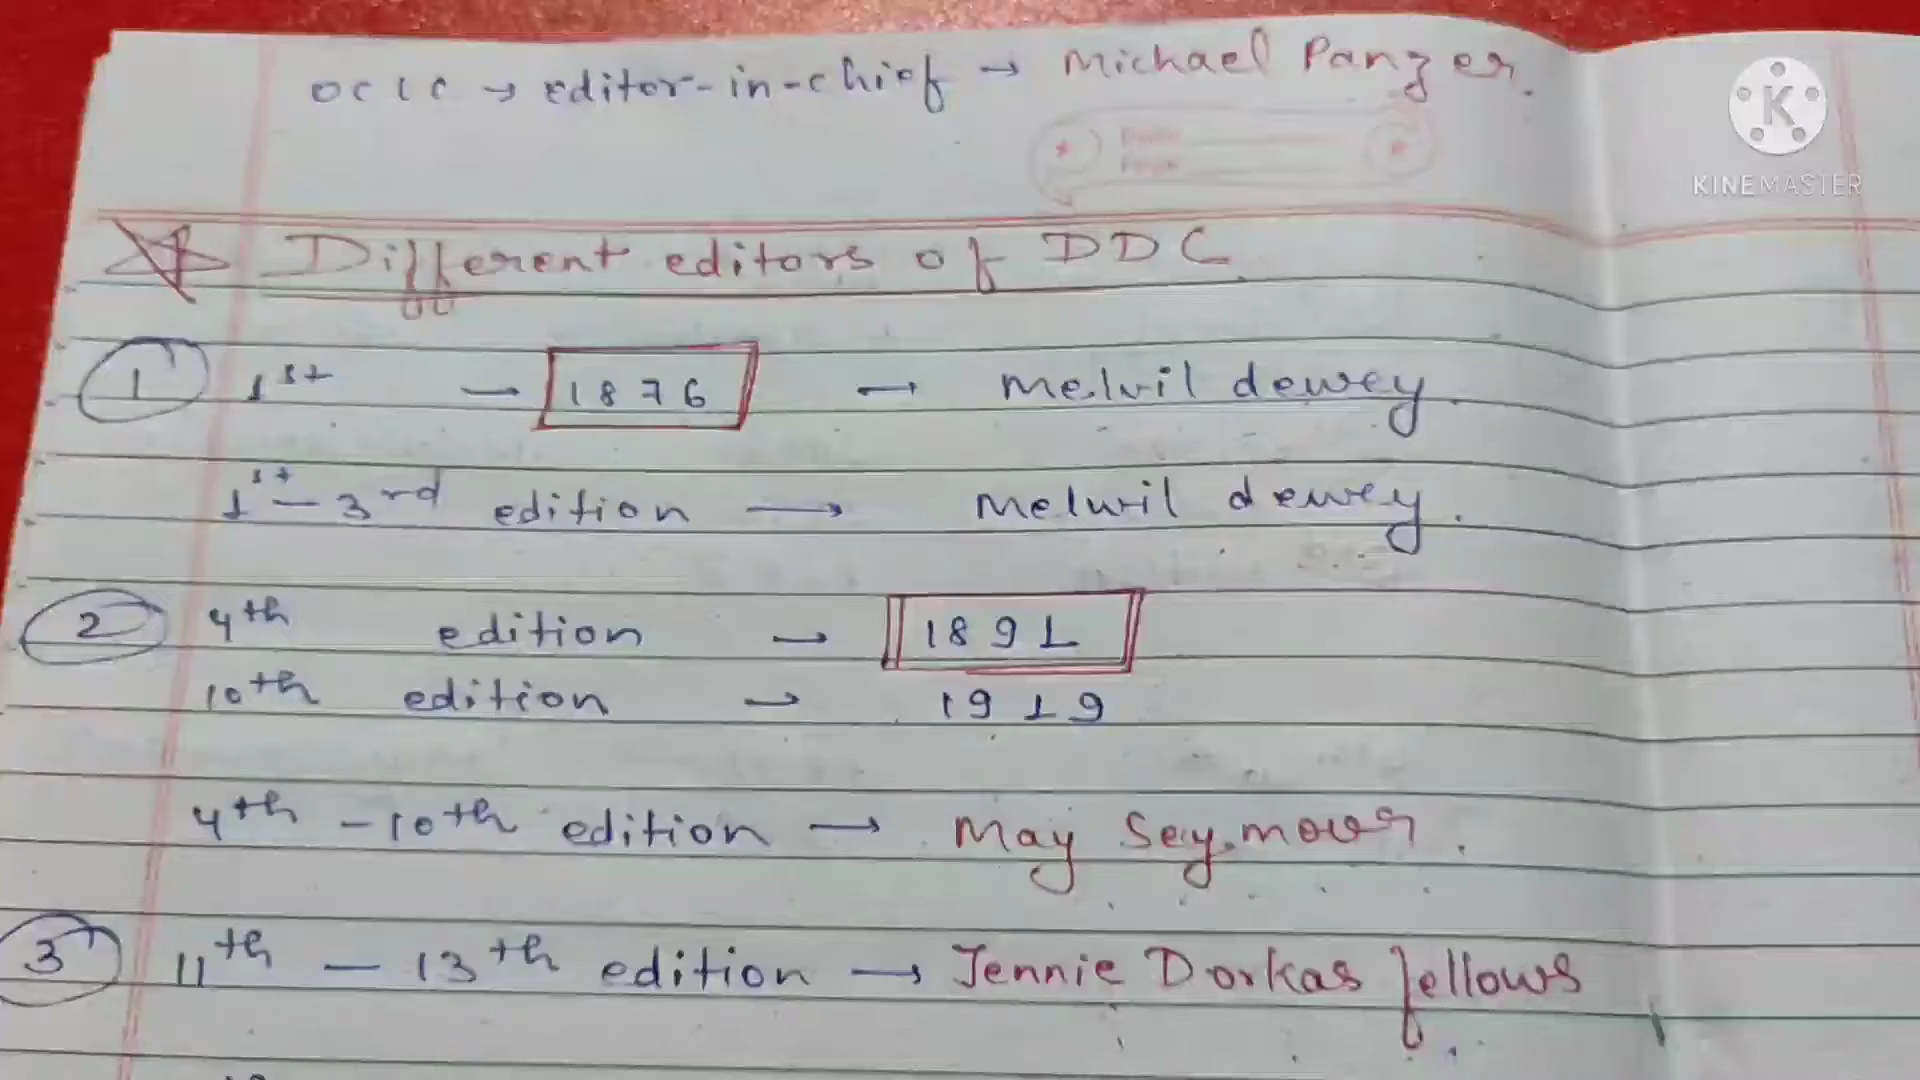 OCLC → editor-in-chief → Michael Panzer.
KINEMASTER
Different editors of DDC
1 1st → 1876 → Melvil dewey.
1st - 3rd edition → Melvil dewey.
2 4th edition → 1891
10th edition → 1919
4th - 10th edition → May Seymour.
3 11th - 13th edition → Jennie Dorkas fellows